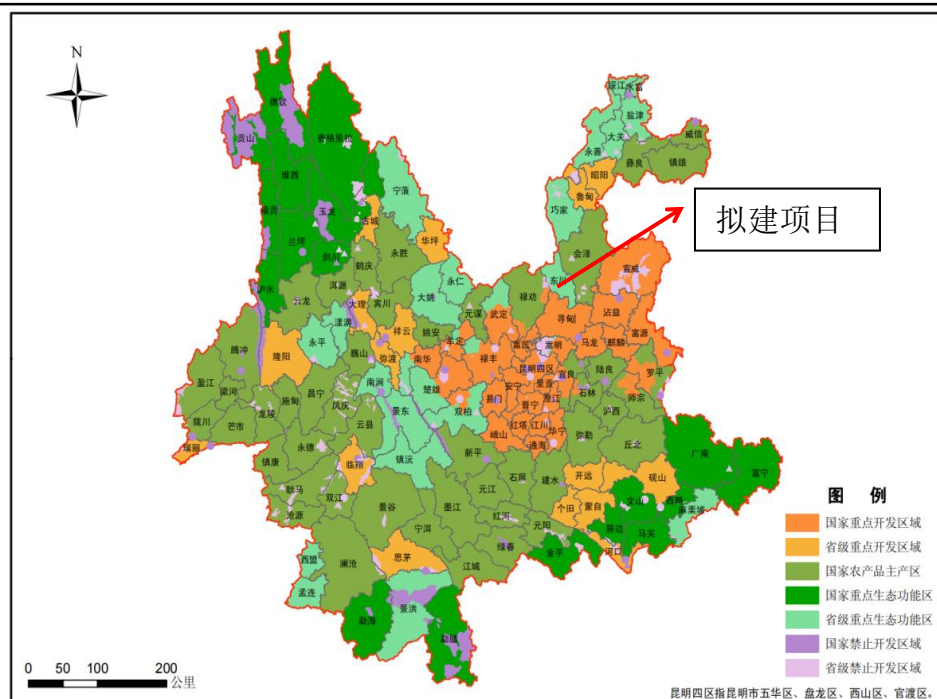 N
德钦
贡山
香格里拉
维西
福贡
玉龙
宁蒗
古城
兰坪
剑川
华坪
永胜
鹤庆
泸水
云龙
洱源
大理
宾川
漾濞
永平
祥云
巍山
弥渡
大姚
永仁
元谋
武定
姚安
牟定
南华
禄丰
楚雄
双柏
南涧
景东
镇沅
腾冲
隆阳
盈江
梁河
龙陵
施甸
昌宁
凤庆
云县
陇川
芒市
瑞丽
镇康
永德
临翔
耿马
双江
沧源
景谷
西盟
孟连
澜沧
思茅
宁洱
墨江
江城
勐海
景洪
勐腊
绥江
水富
盐津
大关
永善
威信
镇雄
彝良
昭阳
鲁甸
巧家
会泽
东川
宣威
禄劝
寻甸
沾益
富源
马龙
麒麟
富民
嵩明
昆明四区
宜良
安宁
呈贡
晋宁
澄江
易门
红塔
江川
峨山
通海
华宁
石林
陆良
罗平
师宗
泸西
弥勒
丘北
新平
元江
石屏
建水
红河
元阳
绿春
金平
个旧
蒙自
开远
砚山
文山
西畴
麻栗坡
马关
屏边
河口
广南
富宁
拟建项目
图 例
国家重点开发区域
省级重点开发区域
国家农产品主产区
国家重点生态功能区
省级重点生态功能区
国家禁止开发区域
省级禁止开发区域
0 50 100 200
公里
昆明四区指昆明市五华区、盘龙区、西山区、官渡区。